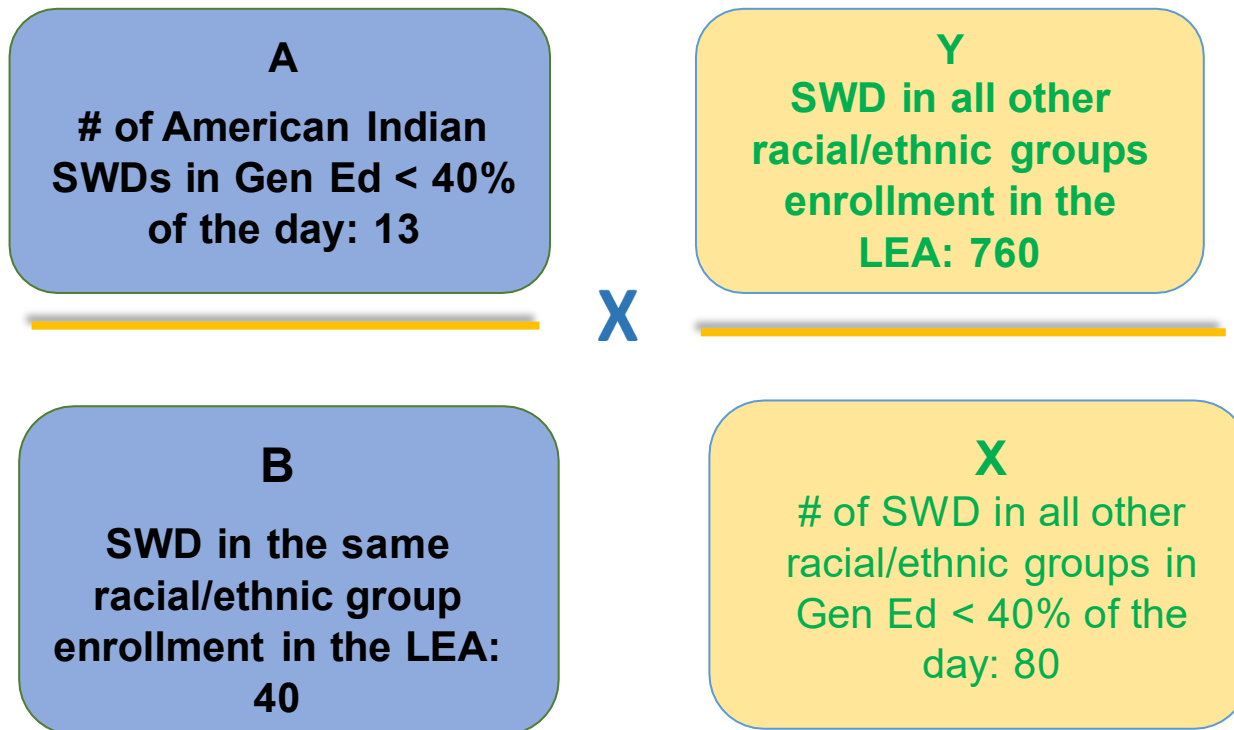 A
# of American Indian
SWDs in Gen Ed < 40%
of the day: 13
Y
SWD in all other
racial/ethnic groups
enrollment in the
LEA: 760
X
B
SWD in the same
racial/ethnic group
enrollment in the LEA:
40
X
# of SWD in all other
racial/ethnic groups in
Gen Ed < 40% of the
day: 80